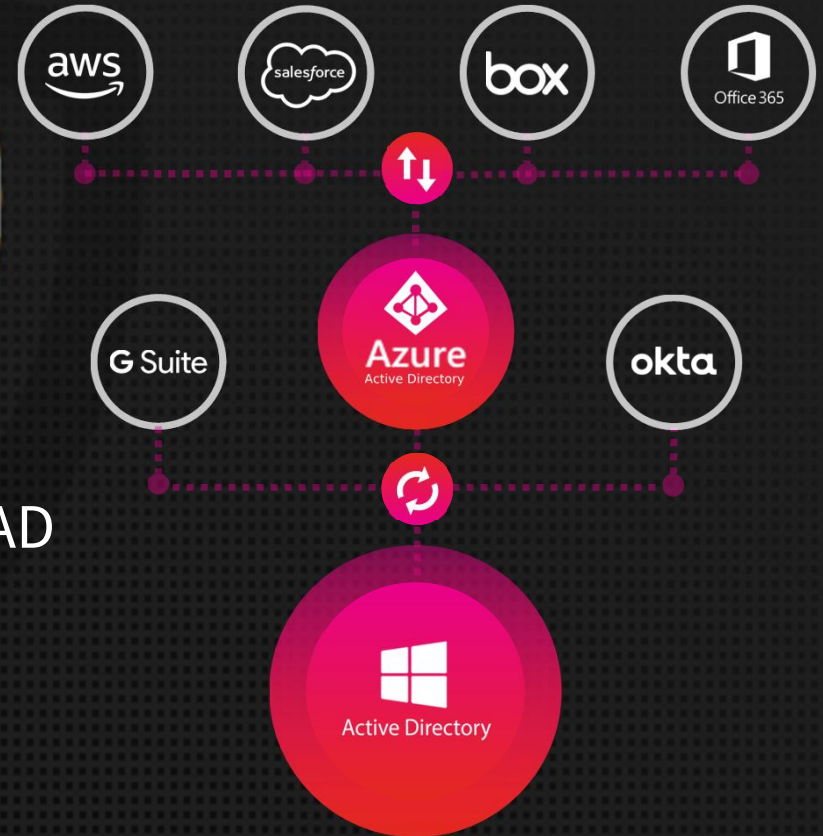 aws
salesforce
box
Office 365
G Suite
Azure
Active Directory
okta
AD
Active Directory